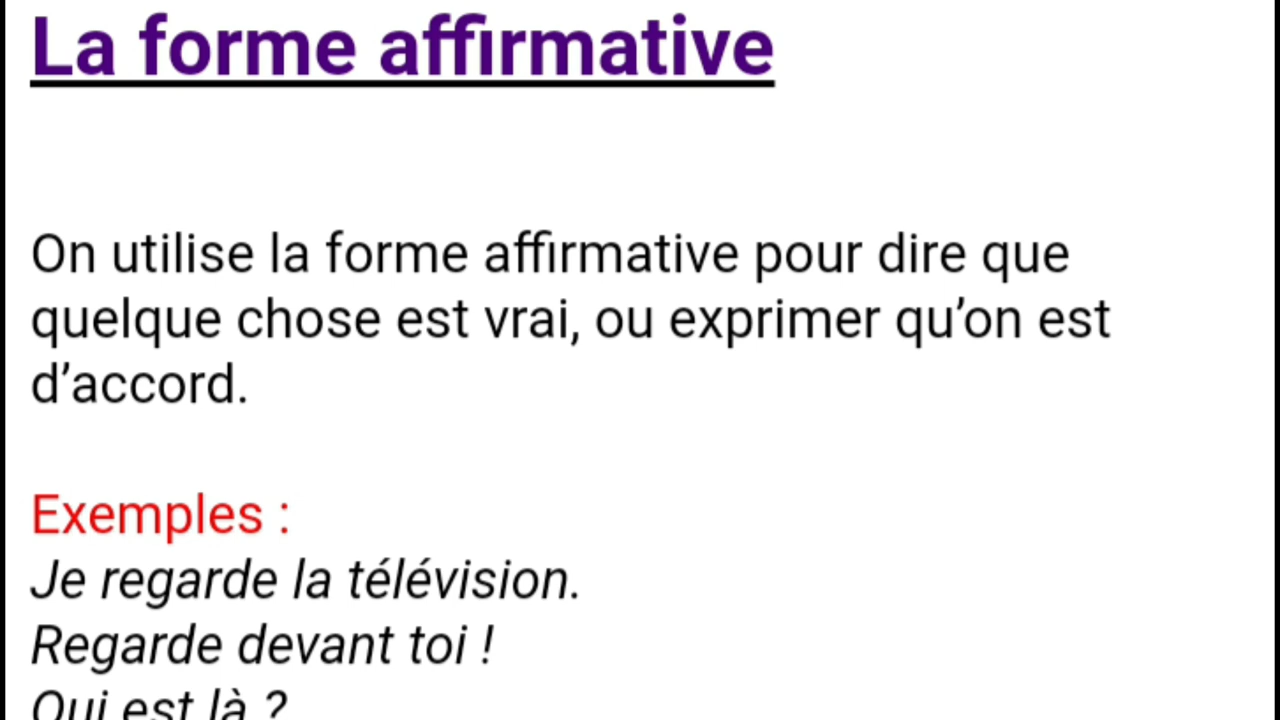 La forme affirmative
On utilise la forme affirmative pour dire que
quelque chose est vrai, ou exprimer qu’on est
d’accord.
Exemples :
Je regarde la télévision.
Regarde devant toi !
Qui est là ?